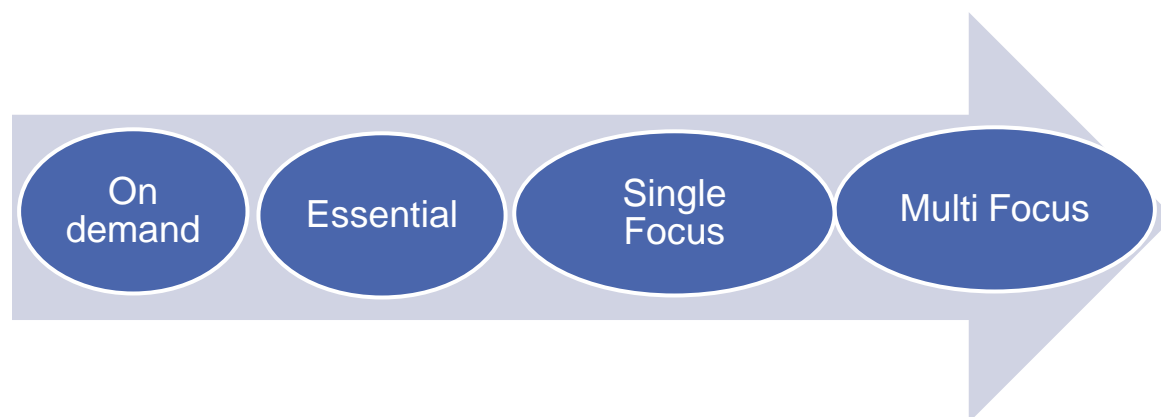 On
demand
Essential
Single
Focus
Multi Focus